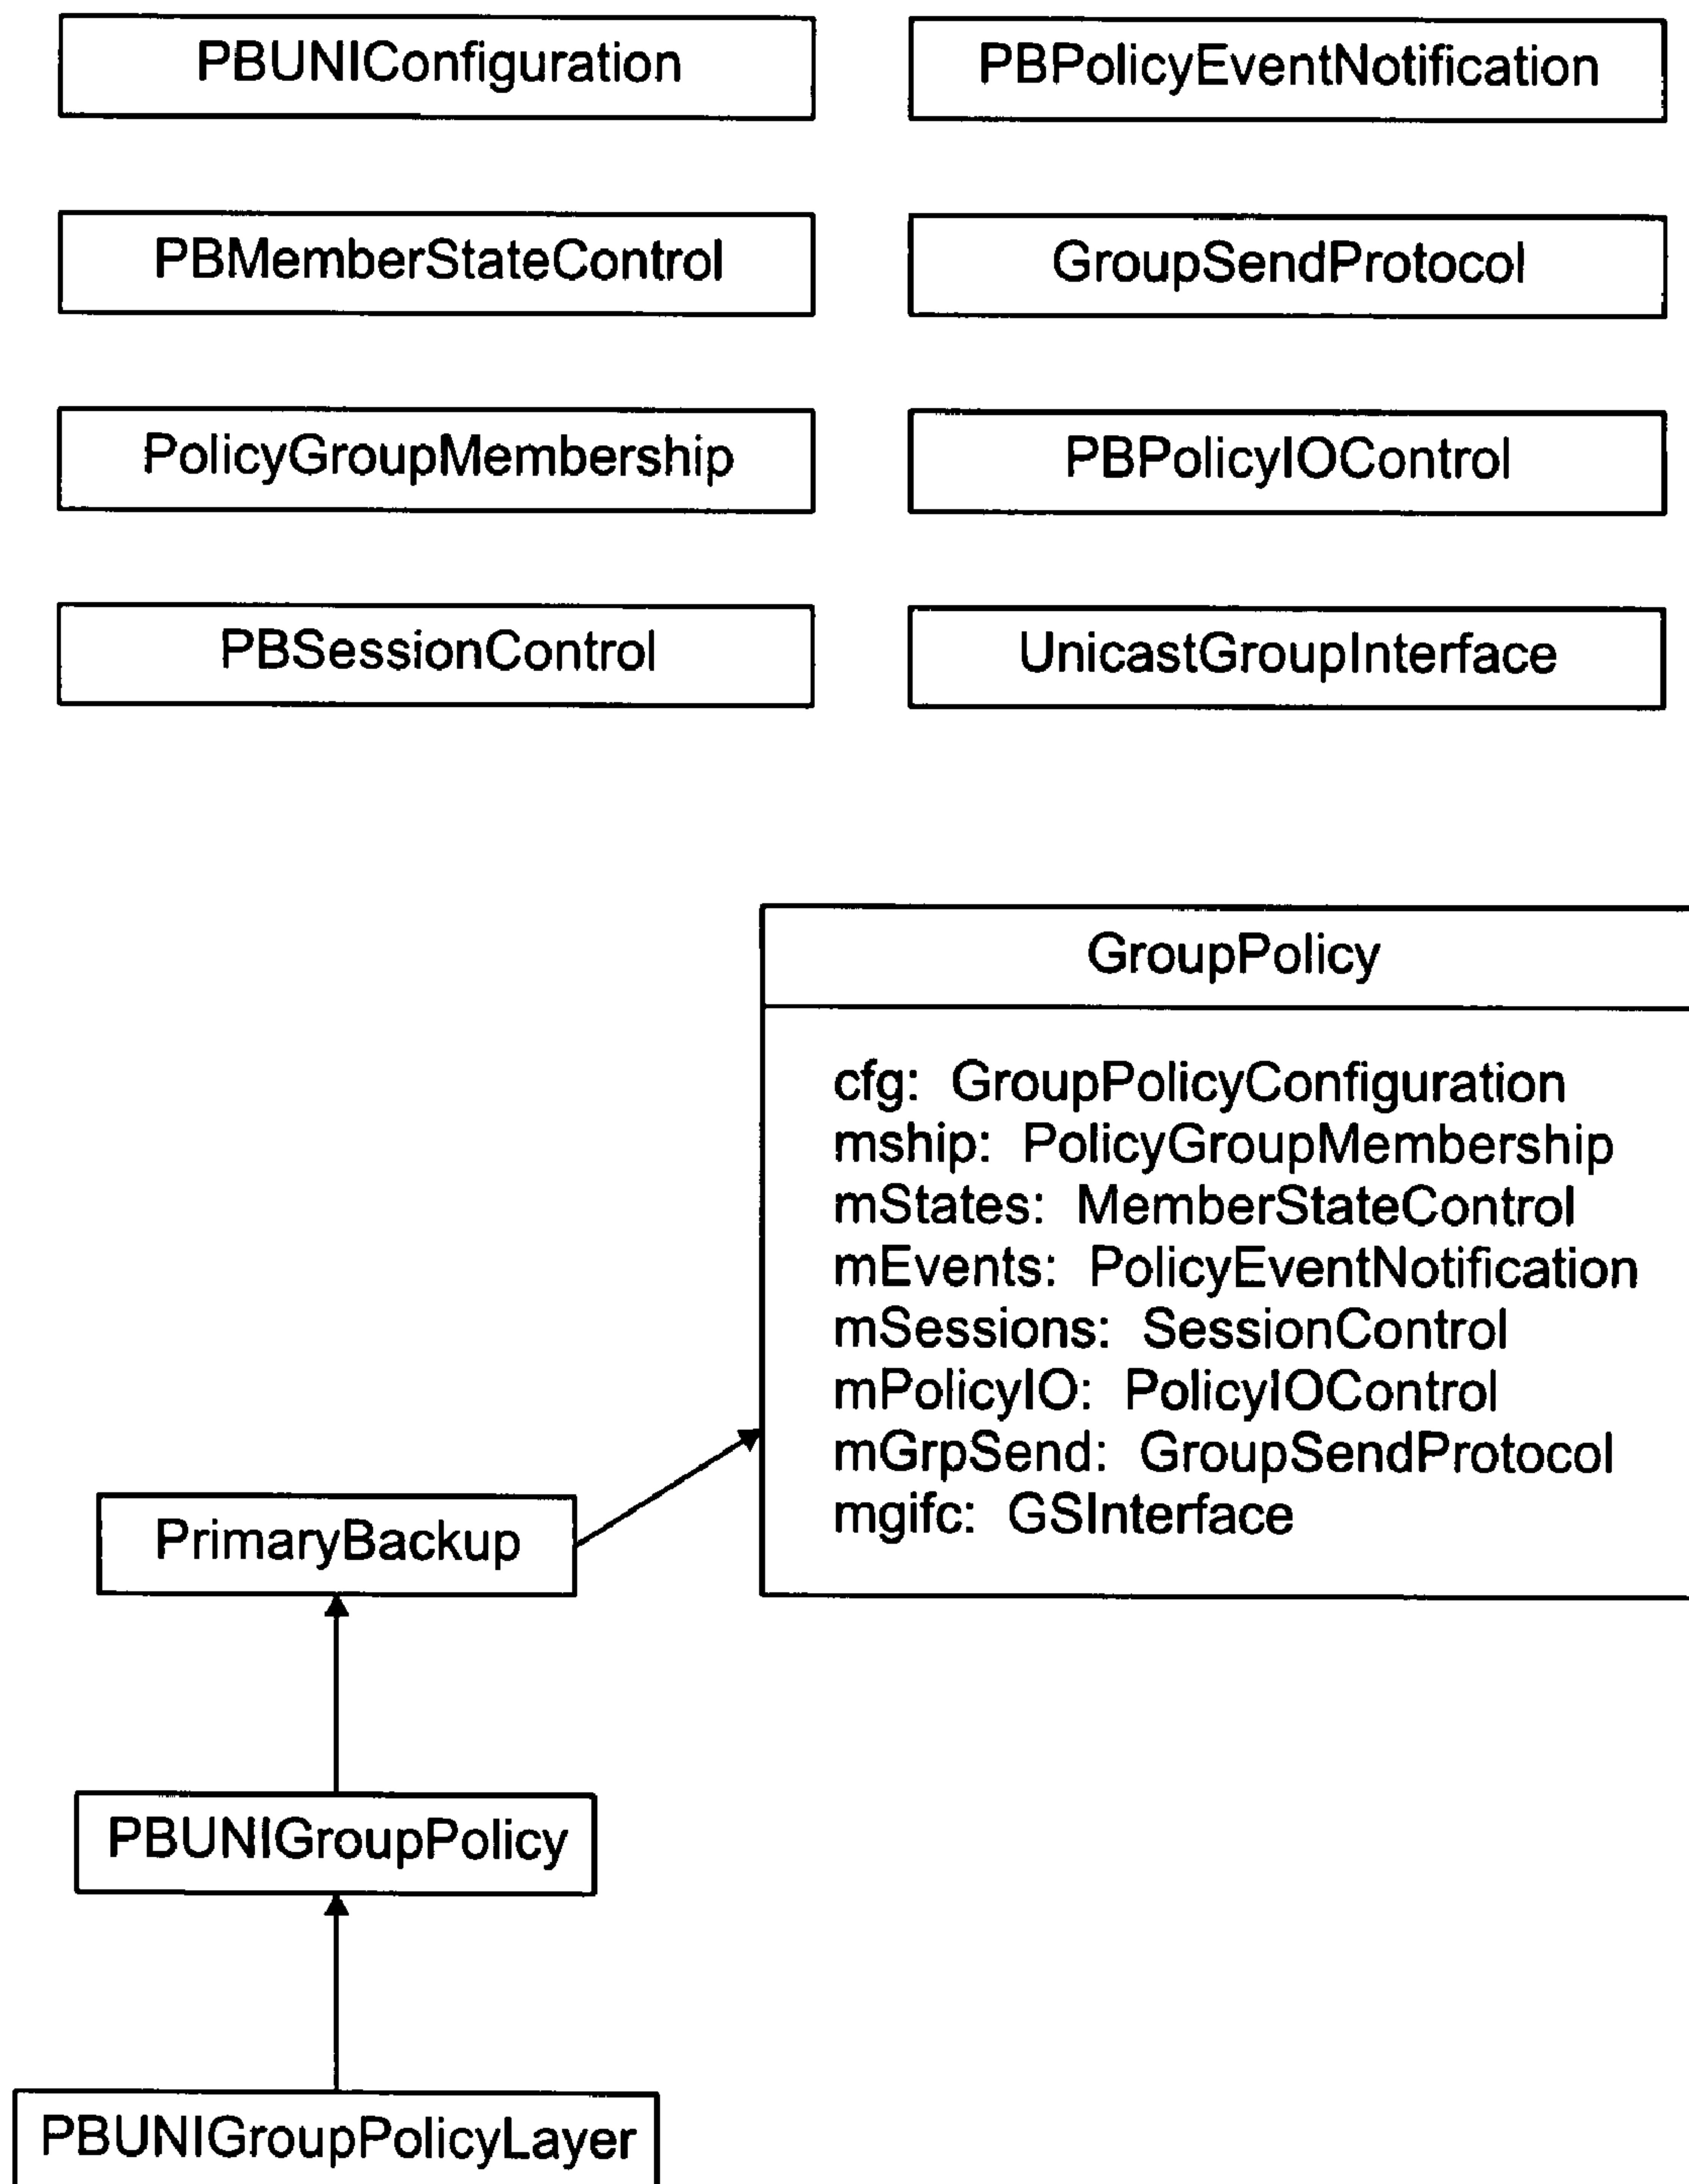 PBUNIConfiguration
PBPolicyEventNotification
PBMemberStateControl
GroupSendProtocol
PolicyGroupMembership
PBPolicyIOControl
PBSessionControl
UnicastGroupInterface
GroupPolicy
cfg: GroupPolicyConfiguration
mship: PolicyGroupMembership
mStates: MemberStateControl
mEvents: PolicyEventNotification
mSessions: SessionControl
mPolicyIO: PolicyIOControl
mGrpSend: GroupSendProtocol
mgifc: GSInterface
PrimaryBackup
PBUNIGroupPolicy
PBUNIGroupPolicyLayer